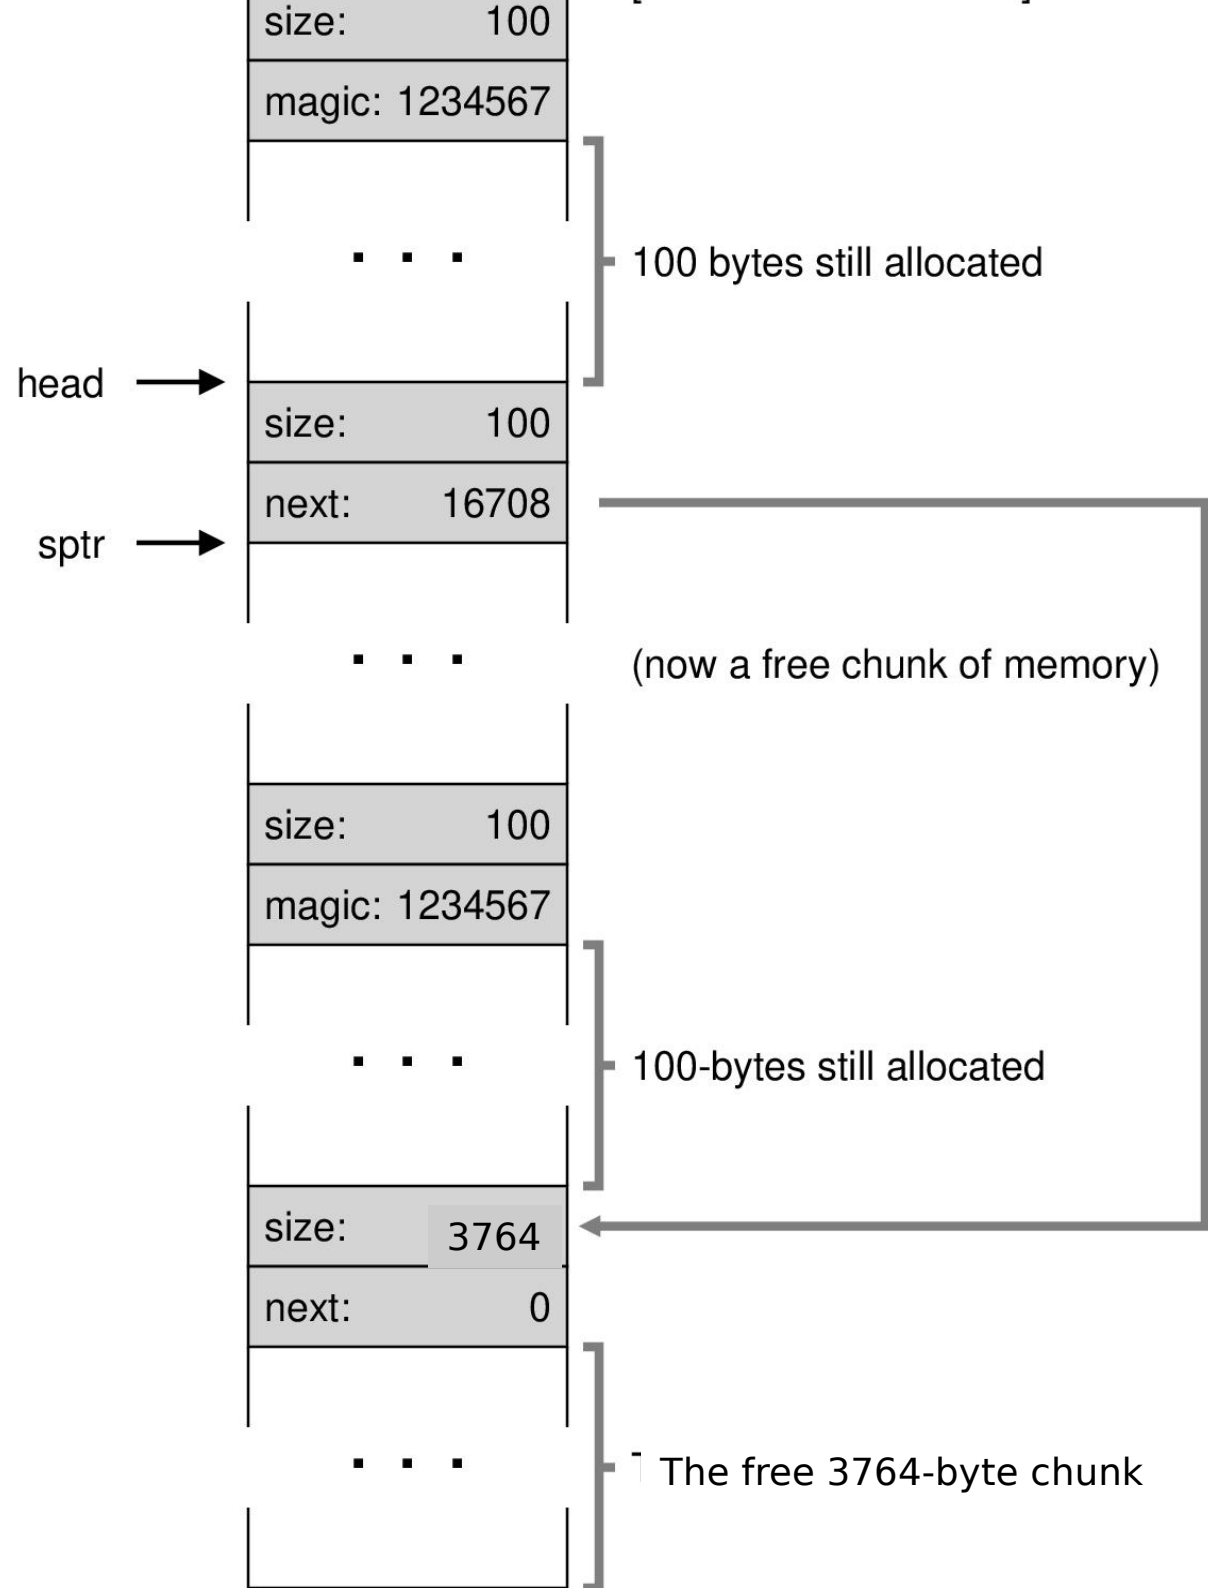 size: 100
magic: 1234567
. . .
100 bytes still allocated
head
size: 100
next: 16708
sptr
. . .
(now a free chunk of memory)
size: 100
magic: 1234567
. . .
100-bytes still allocated
size: 3764
next: 0
. . .
The free 3764-byte chunk